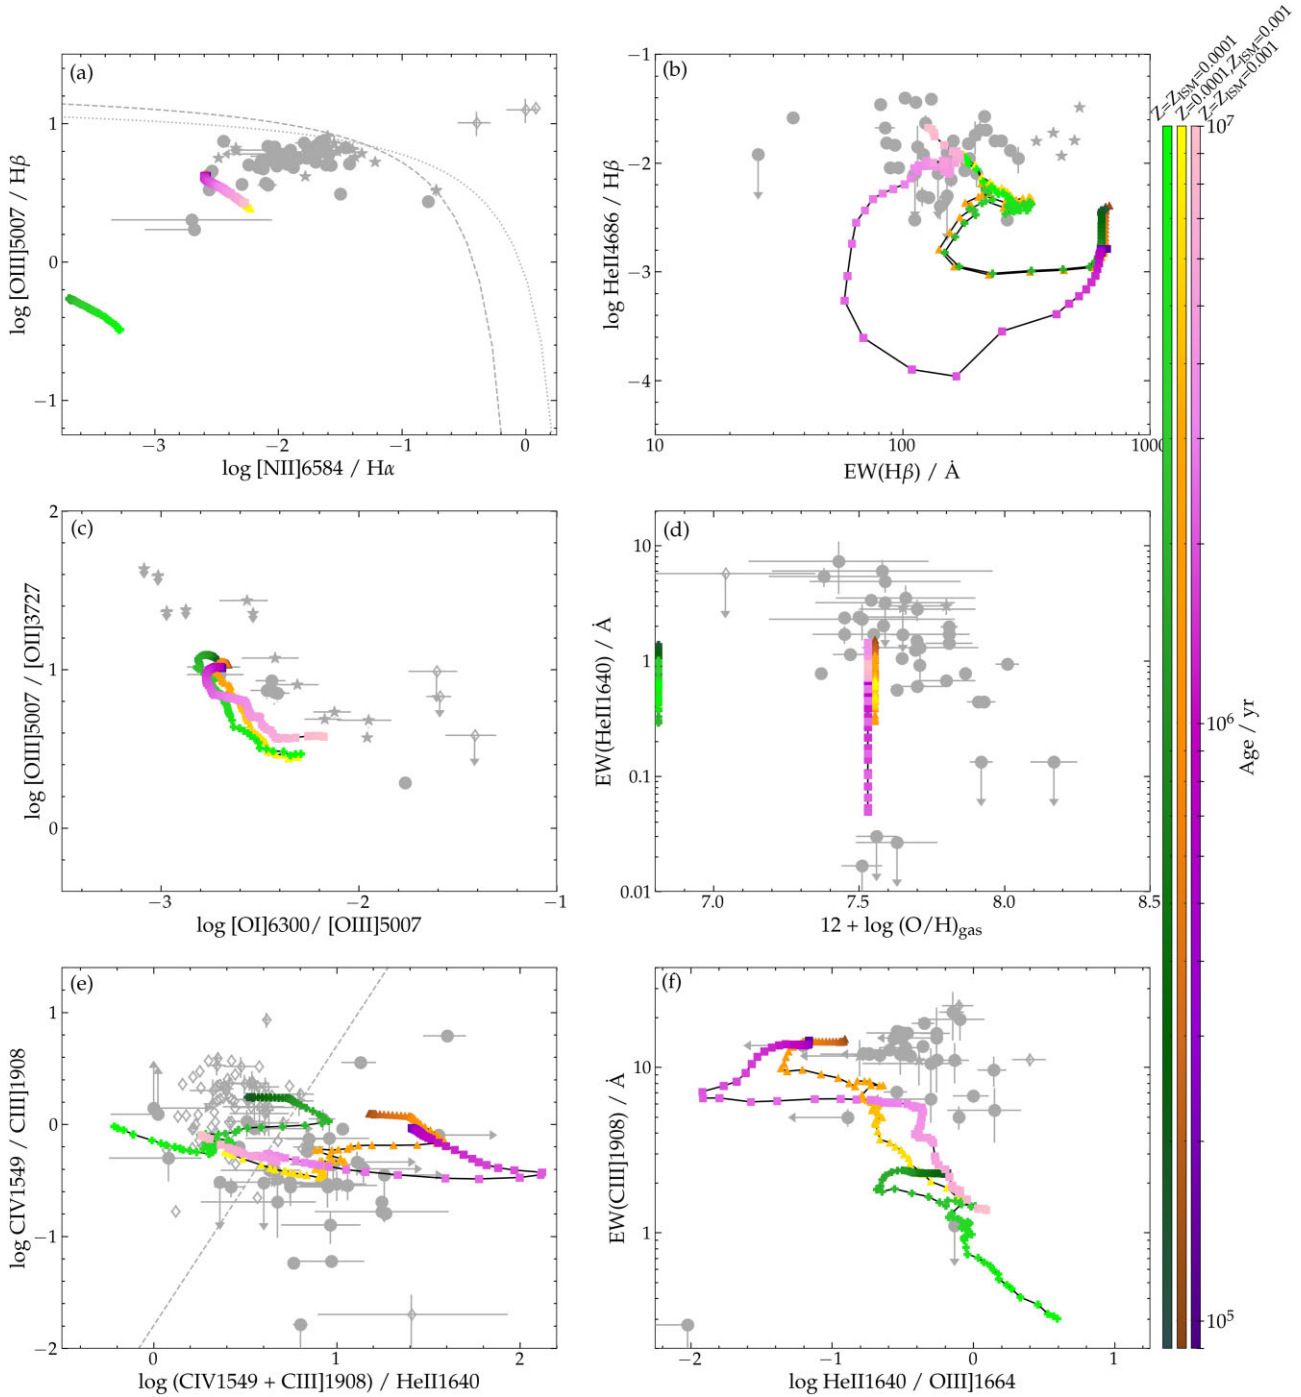 (a)
1
0
−1
−3
−2
−1
0
log [OIII]5007 / Hβ
log [NII]6584 / Hα
(b)
−1
−2
−3
−4
10
100
1000
log HeII4686 / Hβ
EW(Hβ) / Å
Z=Z_ISM=0.0001
Z=0.0001,Z_ISM=0.001
Z=Z_ISM=0.001
10^7
10^6
10^5
Age / yr
(c)
2
1
0
−3
−2
−1
log [OIII]5007 / [OII]3727
log [OI]6300/ [OIII]5007
(d)
10
1
0.1
0.01
7.0
7.5
8.0
8.5
EW(HeII1640) / Å
12 + log (O/H)gas
(e)
1
0
−1
−2
0
1
2
log CIV1549 / CIII]1908
log (CIV1549 + CIII]1908) / HeII1640
(f)
10
1
−2
−1
0
1
EW(CIII]1908) / Å
log HeII1640 / OIII]1664